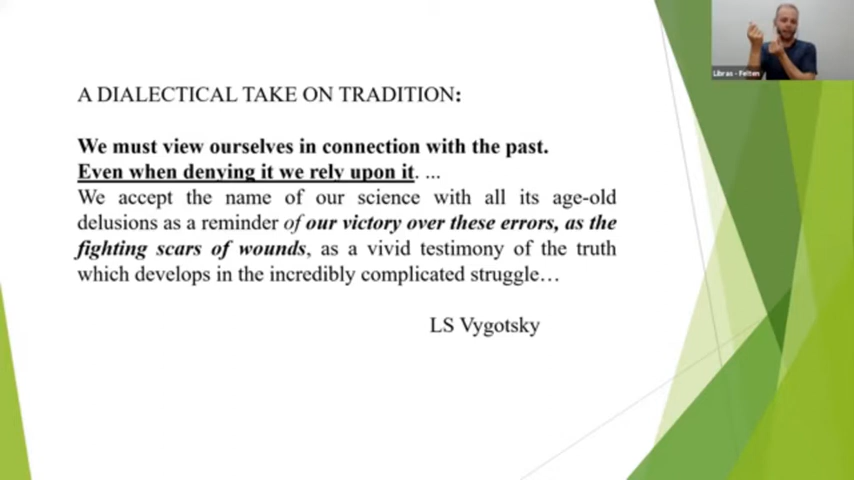 A DIALECTICAL TAKE ON TRADITION:
We must view ourselves in connection with the past.
Even when denying it we rely upon it. ...
We accept the name of our science with all its age-old
delusions as a reminder of our victory over these errors, as the
fighting scars of wounds, as a vivid testimony of the truth
which develops in the incredibly complicated struggle…
LS Vygotsky
Libras - Felten